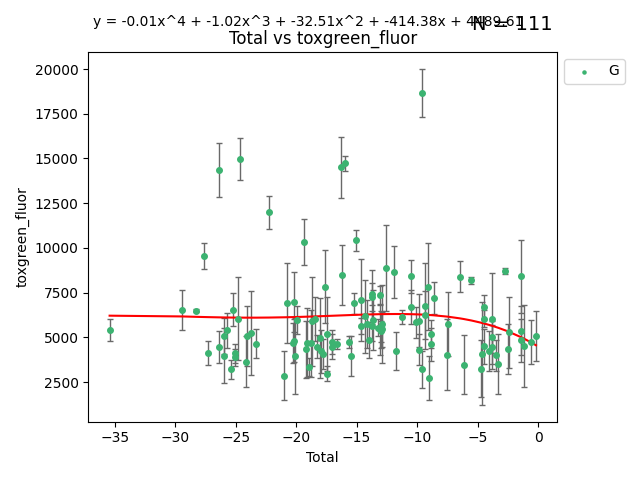 y = -0.01x^4 + -1.02x^3 + -32.51x^2 + -414.38x + 4489.61
N = 111
Total vs toxgreen_fluor
G
20000
17500
15000
12500
10000
7500
5000
2500
toxgreen_fluor
−35 −30 −25 −20 −15 −10 −5 0
Total